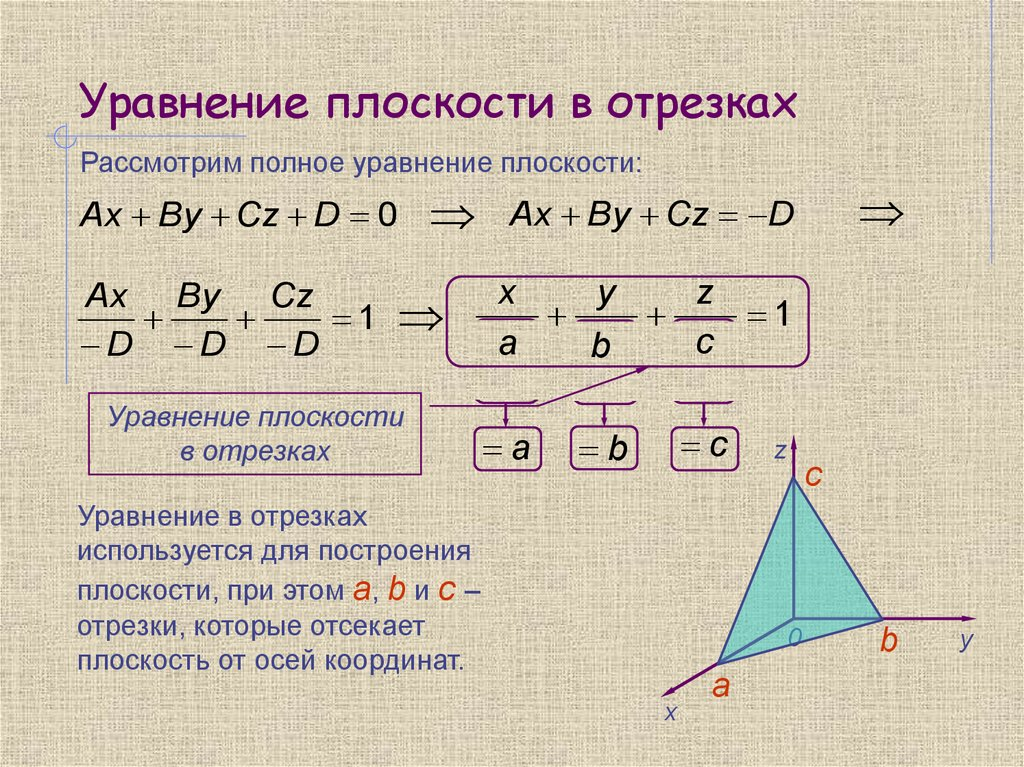 Уравнение плоскости в отрезках
Рассмотрим полное уравнение плоскости:
Ax + By + Cz + D = 0 ⇒ Ax + By + Cz = −D ⇒
Ax/−D + By/−D + Cz/−D = 1 ⇒ x/a + y/b + z/c = 1
Уравнение плоскости
в отрезках
= a = b = c
Уравнение в отрезках
используется для построения
плоскости, при этом a, b и c –
отрезки, которые отсекает
плоскость от осей координат.
z
c
0
b
y
a
x